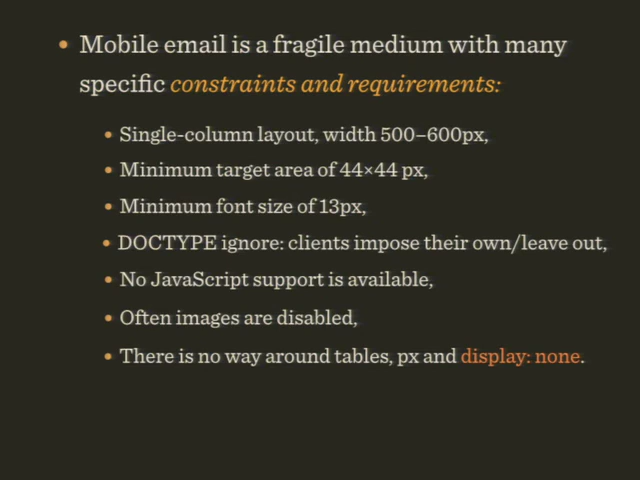 • Mobile email is a fragile medium with many
specific constraints and requirements:
• Single-column layout, width 500–600px,
• Minimum target area of 44×44 px,
• Minimum font size of 13px,
• DOCTYPE ignore: clients impose their own/leave out,
• No JavaScript support is available,
• Often images are disabled,
• There is no way around tables, px and display: none.